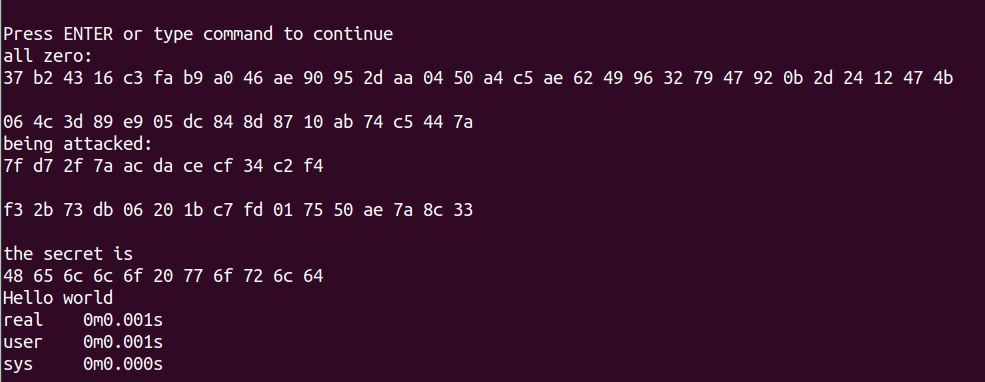 Press ENTER or type command to continue
all zero:
37 b2 43 16 c3 fa b9 a0 46 ae 90 95 2d aa 04 50 a4 c5 ae 62 49 96 32 79 47 92 0b 2d 24 12 47 4b
06 4c 3d 89 e9 05 dc 84 8d 87 10 ab 74 c5 44 7a
being attacked:
7f d7 2f 7a ac da ce cf 34 c2 f4
f3 2b 73 db 06 20 1b c7 fd 01 75 50 ae 7a 8c 33
the secret is
48 65 6c 6c 6f 20 77 6f 72 6c 64
Hello world
real    0m0.001s
user    0m0.001s
sys     0m0.000s